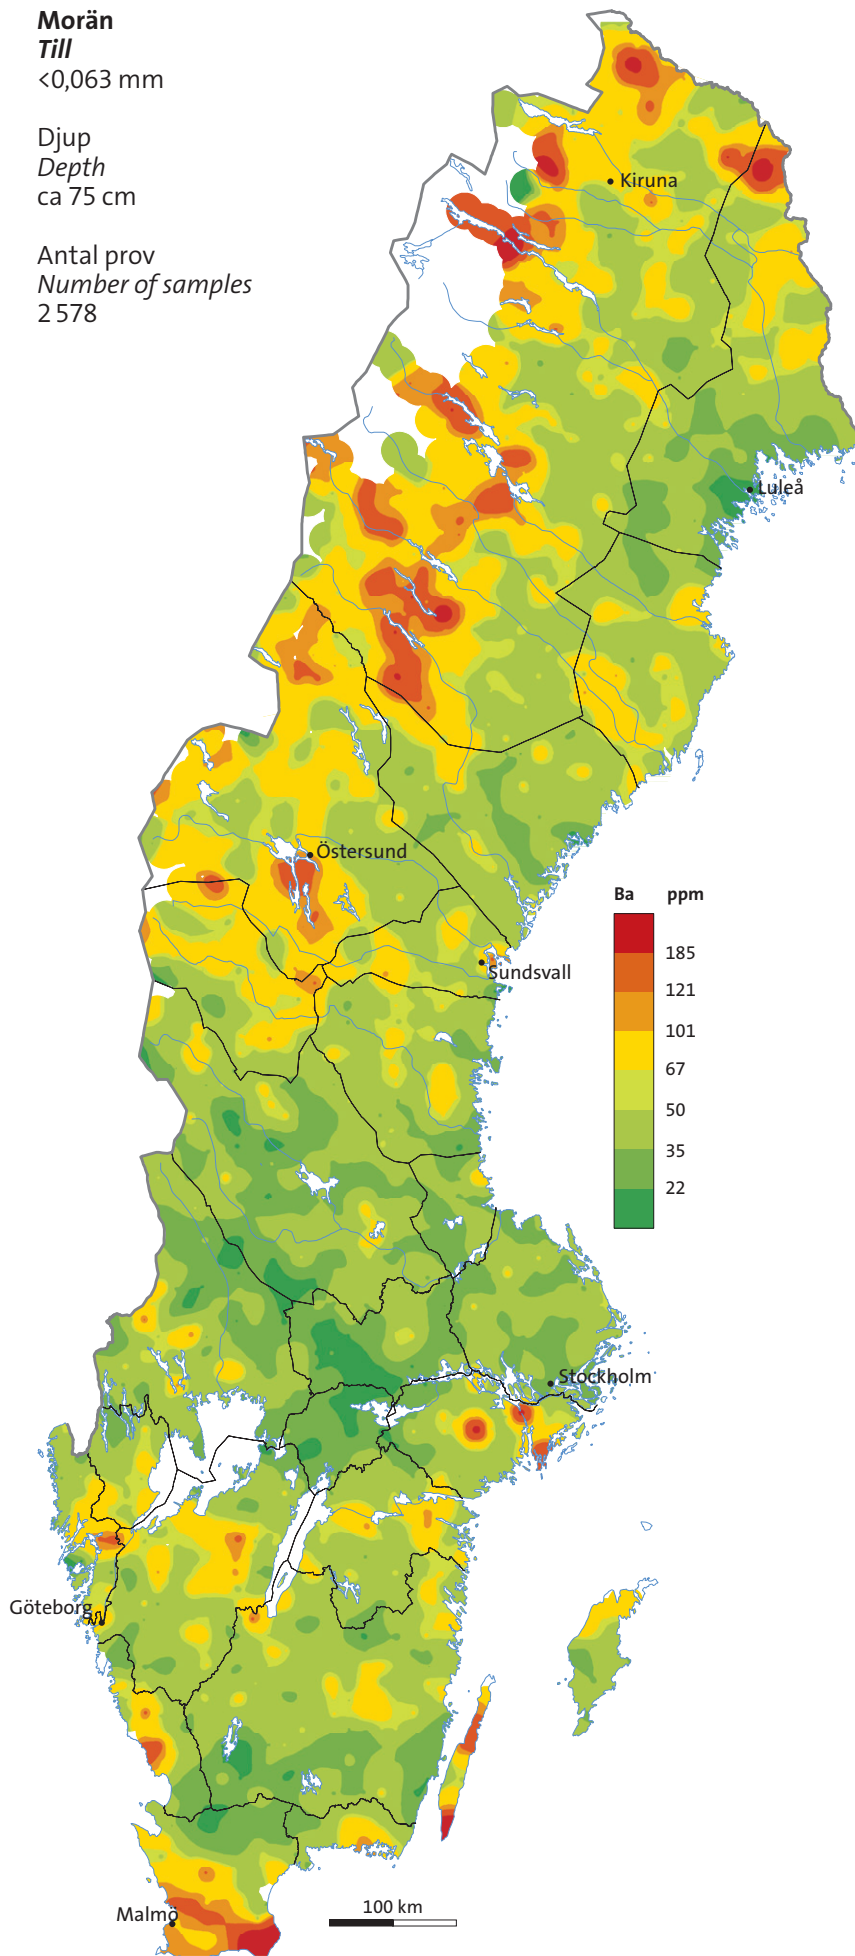 Morän
Till
<0,063 mm
Djup
Depth
ca 75 cm
Antal prov
Number of samples
2 578
Kiruna
Luleå
Östersund
Sundsvall
Ba ppm
185
121
101
67
50
35
22
Stockholm
Göteborg
Malmö
100 km